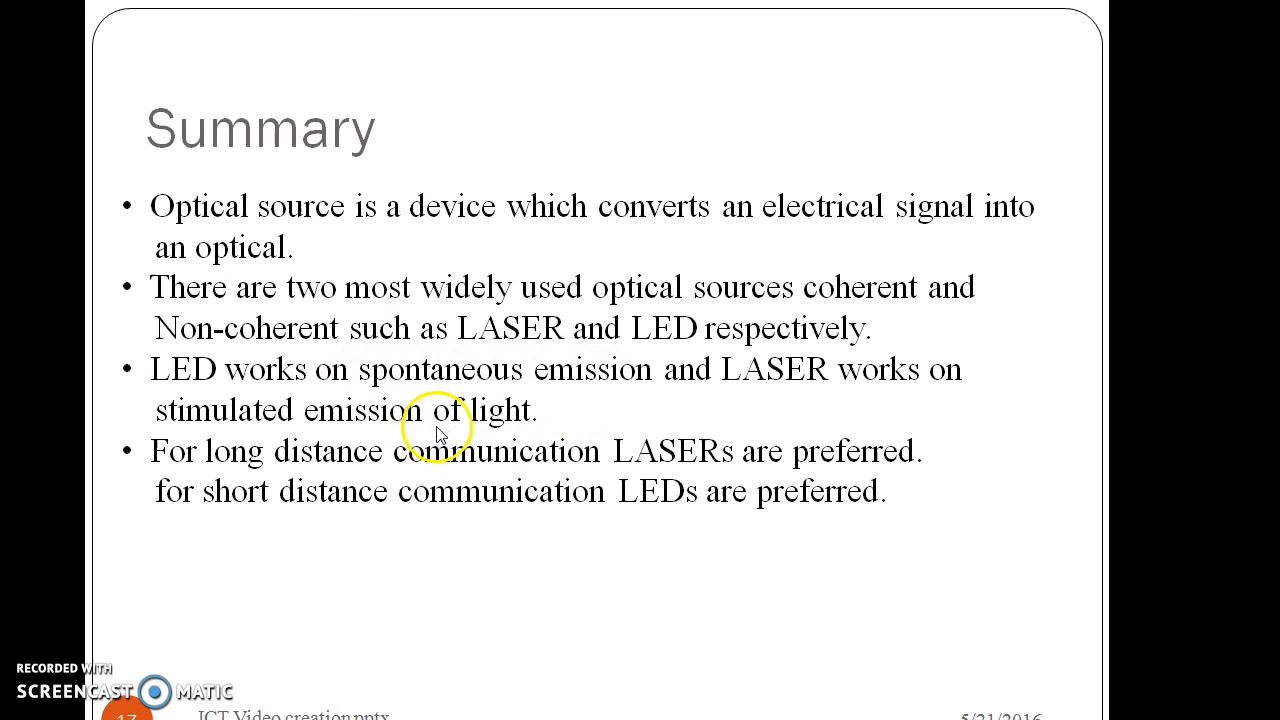 Summary
• Optical source is a device which converts an electrical signal into
an optical.
• There are two most widely used optical sources coherent and
Non-coherent such as LASER and LED respectively.
• LED works on spontaneous emission and LASER works on
stimulated emission of light.
• For long distance communication LASERs are preferred.
for short distance communication LEDs are preferred.
RECORDED WITH
SCREENCAST MATIC
17 ICT Video creation.pptx 5/21/2016